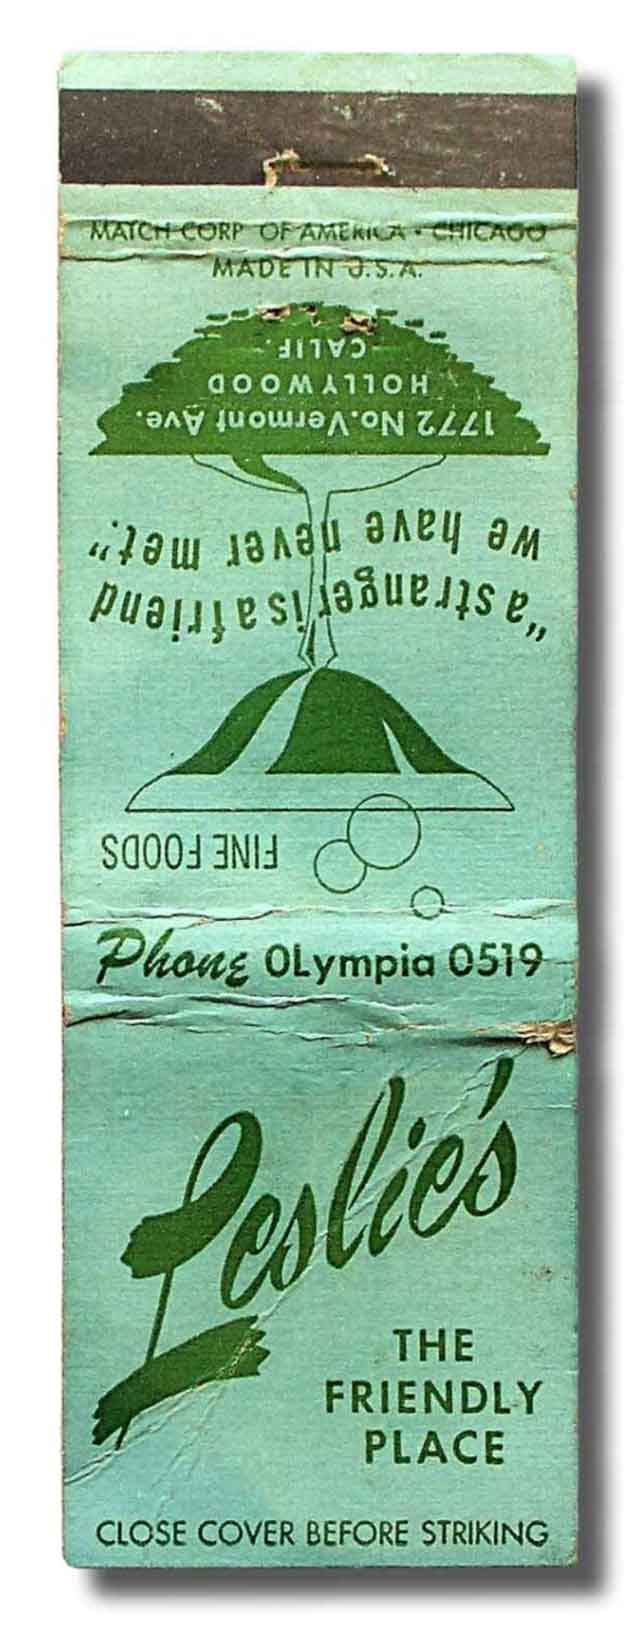 MATCH CORP OF AMERICA • CHICAGO
MADE IN U.S.A.
FINE FOODS
"a stranger is a friend
we have never met."
1772 No. Vermont Ave.
HOLLYWOOD
CALIF.
Phone OLympia 0519
Leslie's
THE
FRIENDLY
PLACE
CLOSE COVER BEFORE STRIKING